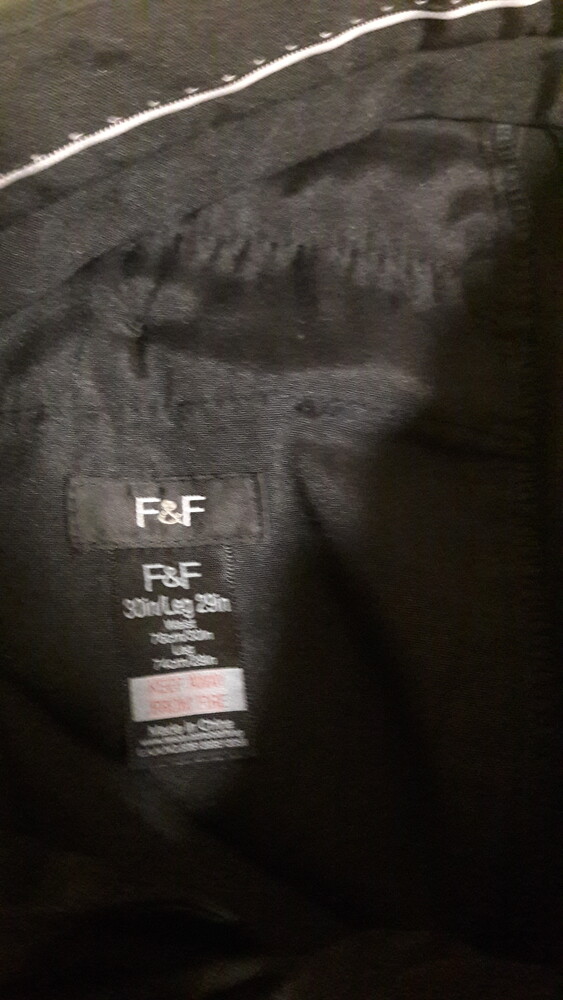 F&F
F&F
30in/Leg 29in
Waist
76cm/30in
Leg
74cm/29in
KEEP AWAY
FROM FIRE
Made in China